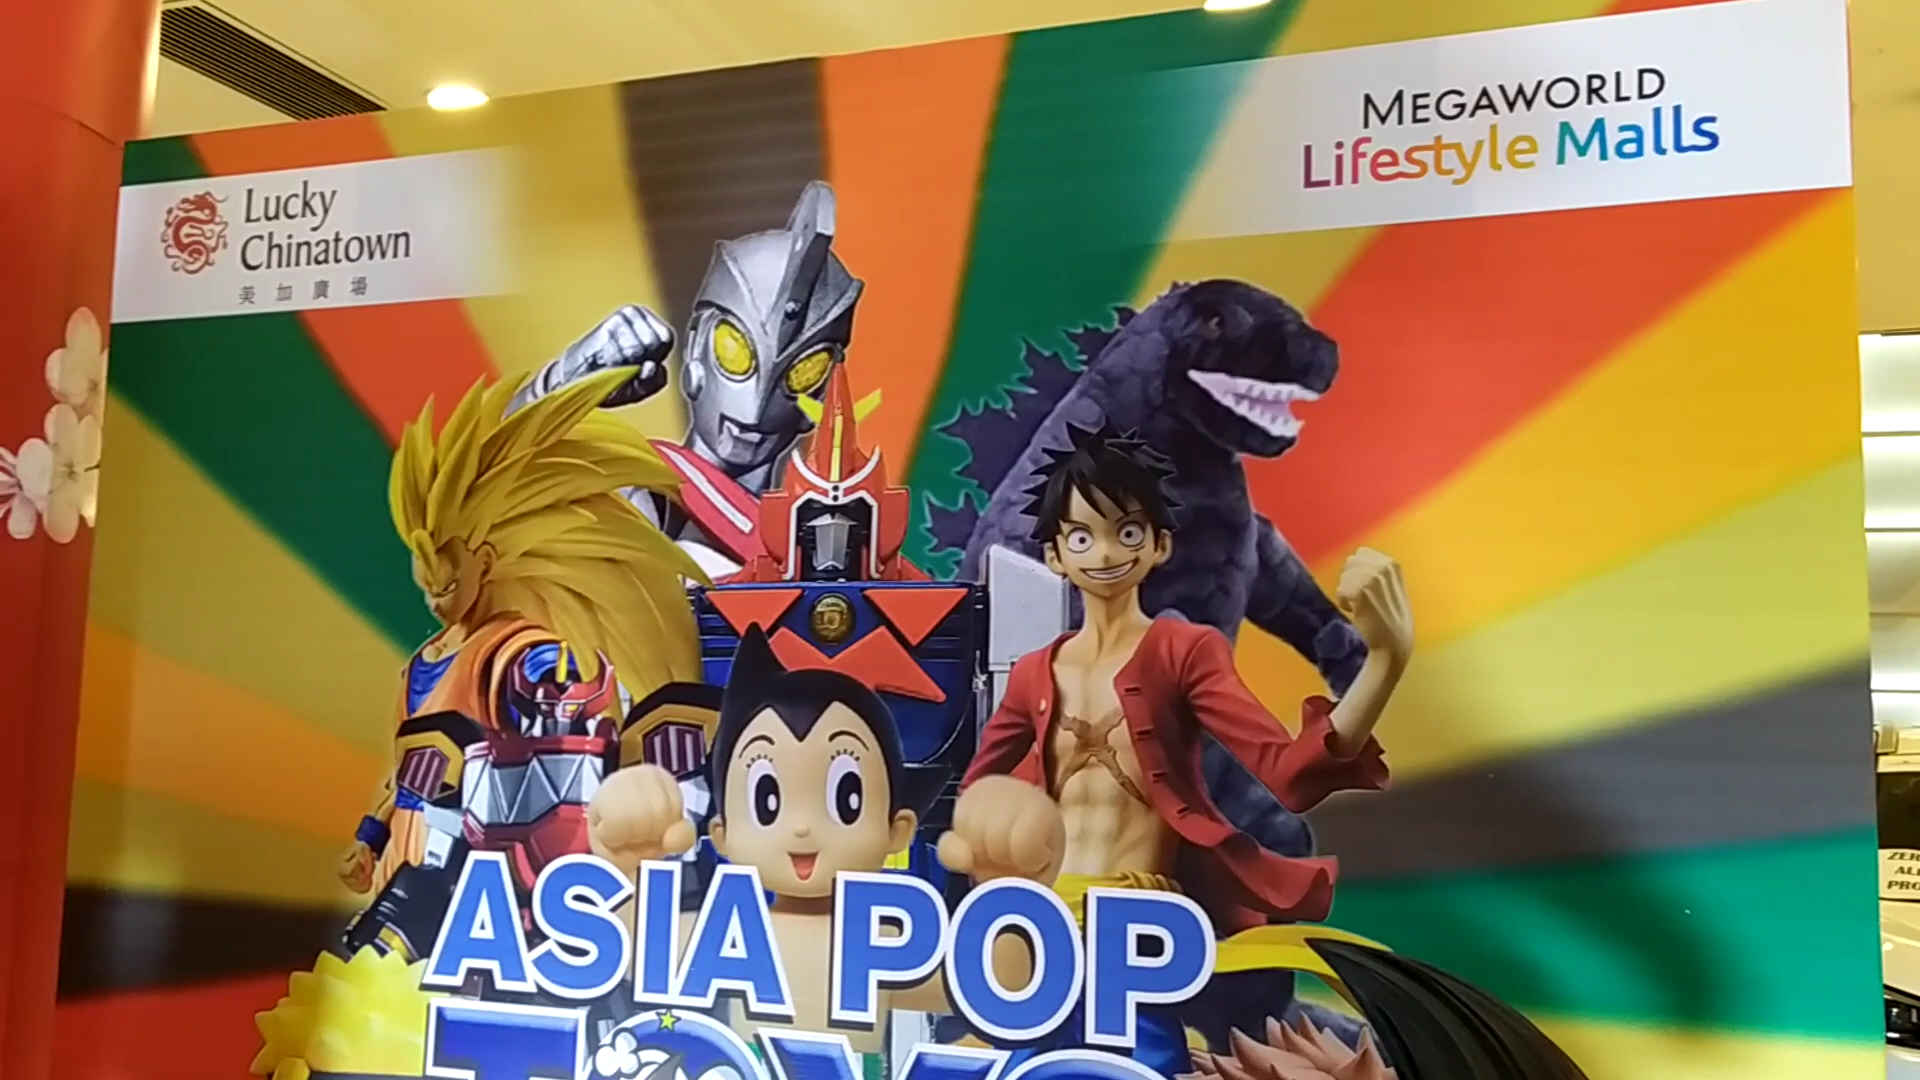 Lucky
Chinatown
美加廣場
MEGAWORLD
Lifestyle Malls
ASIA POP